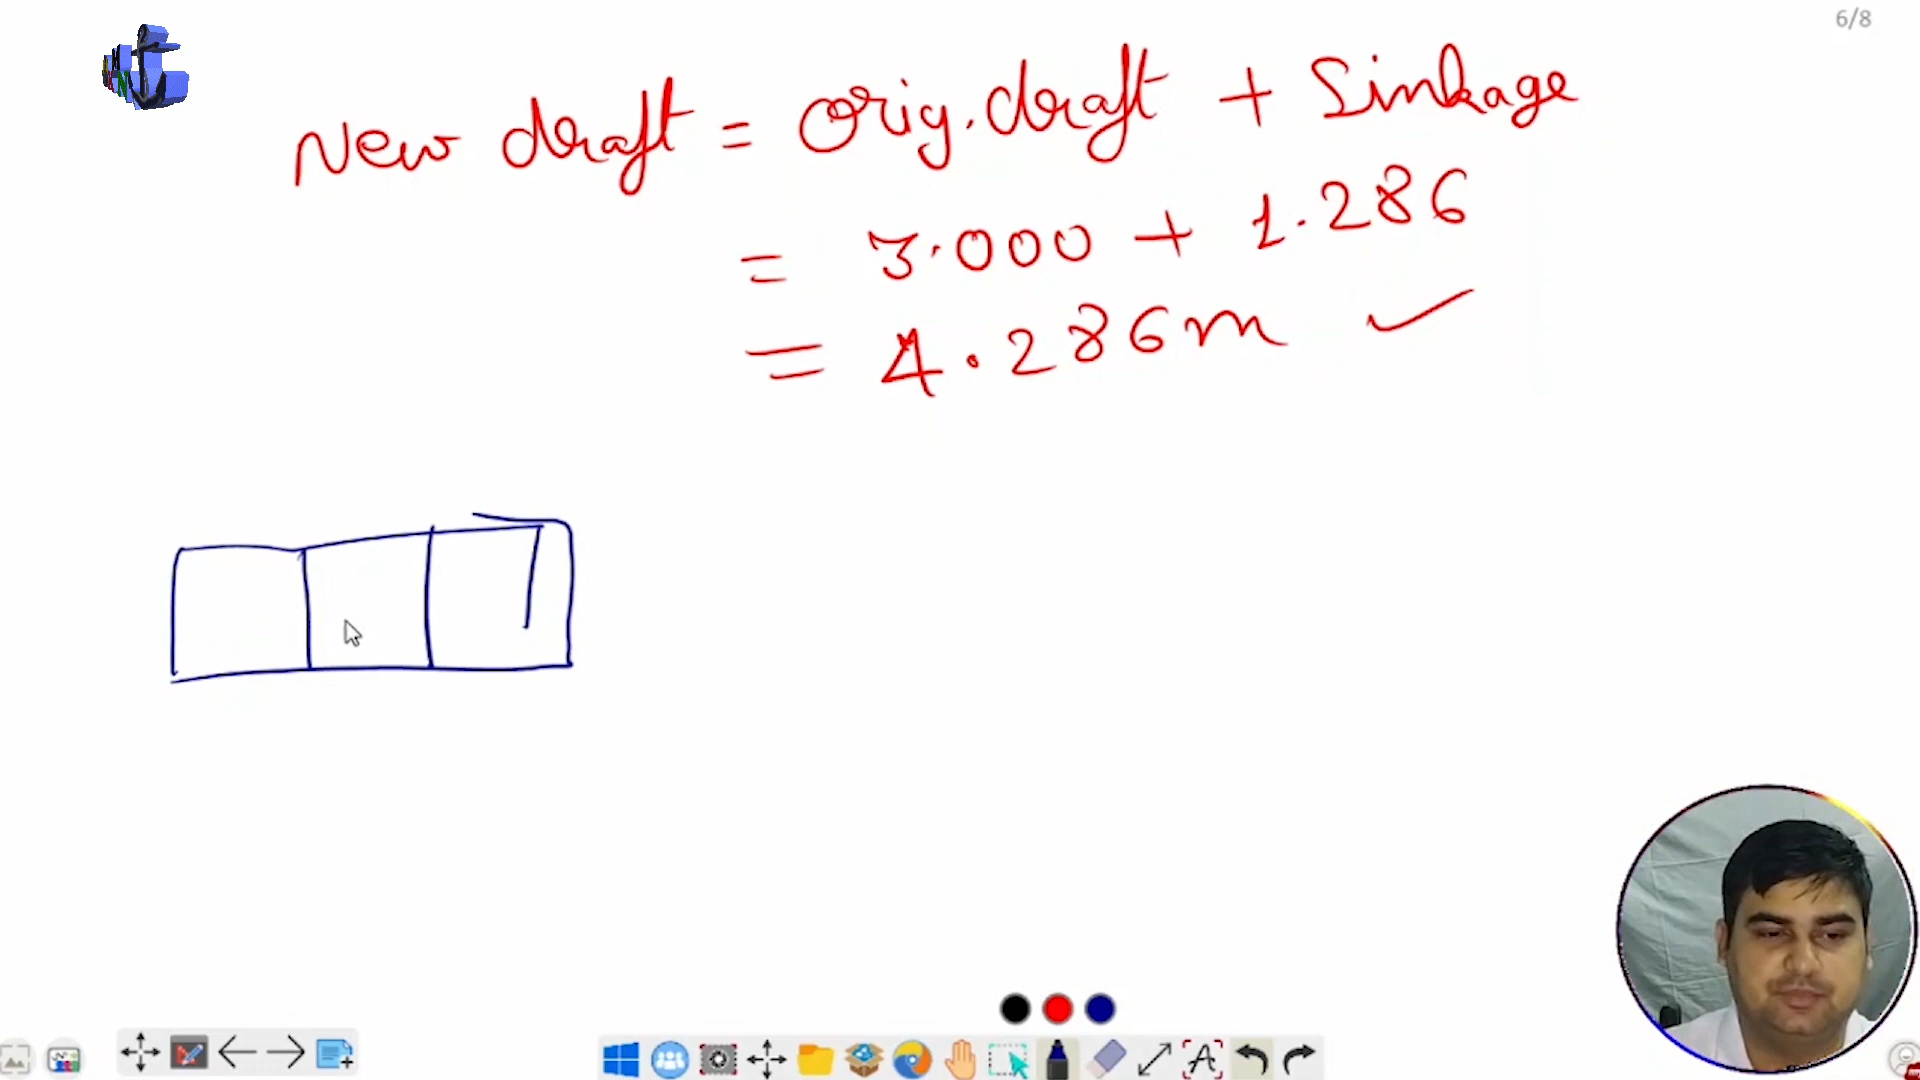 6/8
New draft = Orig. draft + Sinkage
= 3.000 + 1.286
= 4.286m ✓